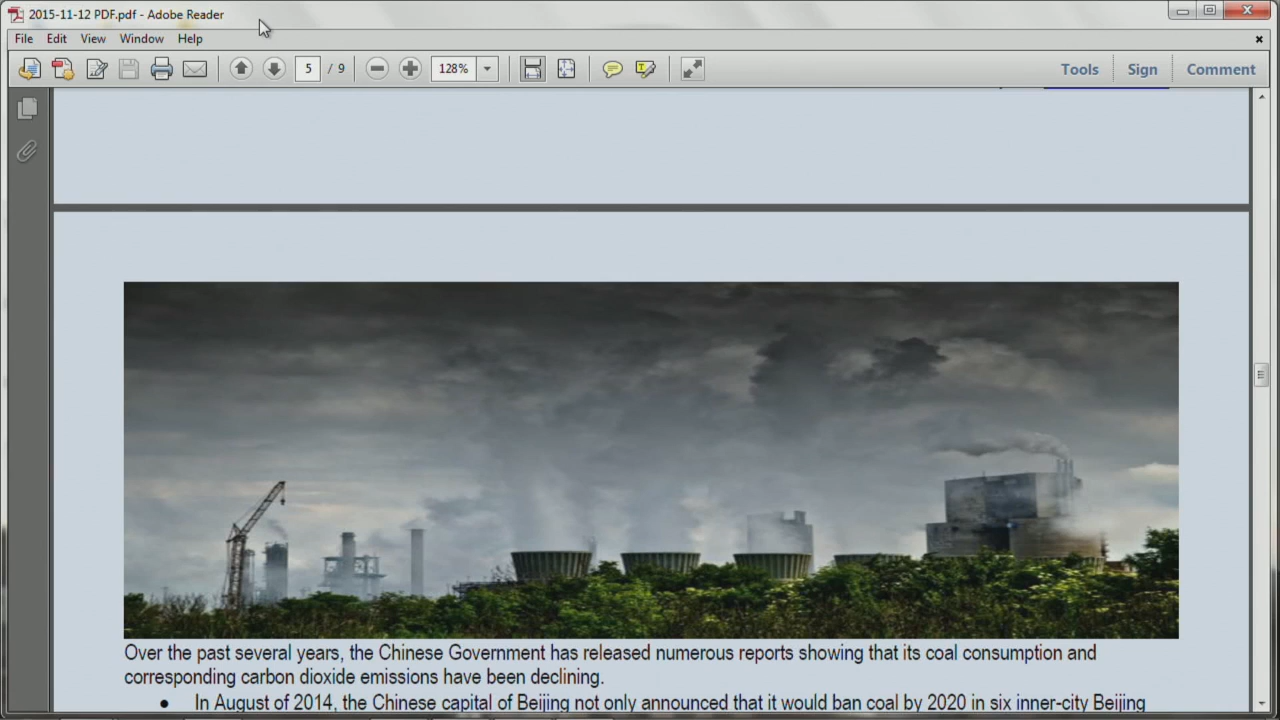 2015-11-12 PDF.pdf - Adobe Reader
File Edit View Window Help
5 / 9 128% Tools Sign Comment
Over the past several years, the Chinese Government has released numerous reports showing that its coal consumption and
corresponding carbon dioxide emissions have been declining.
• In August of 2014, the Chinese capital of Beijing not only announced that it would ban coal by 2020 in six inner-city Beijing